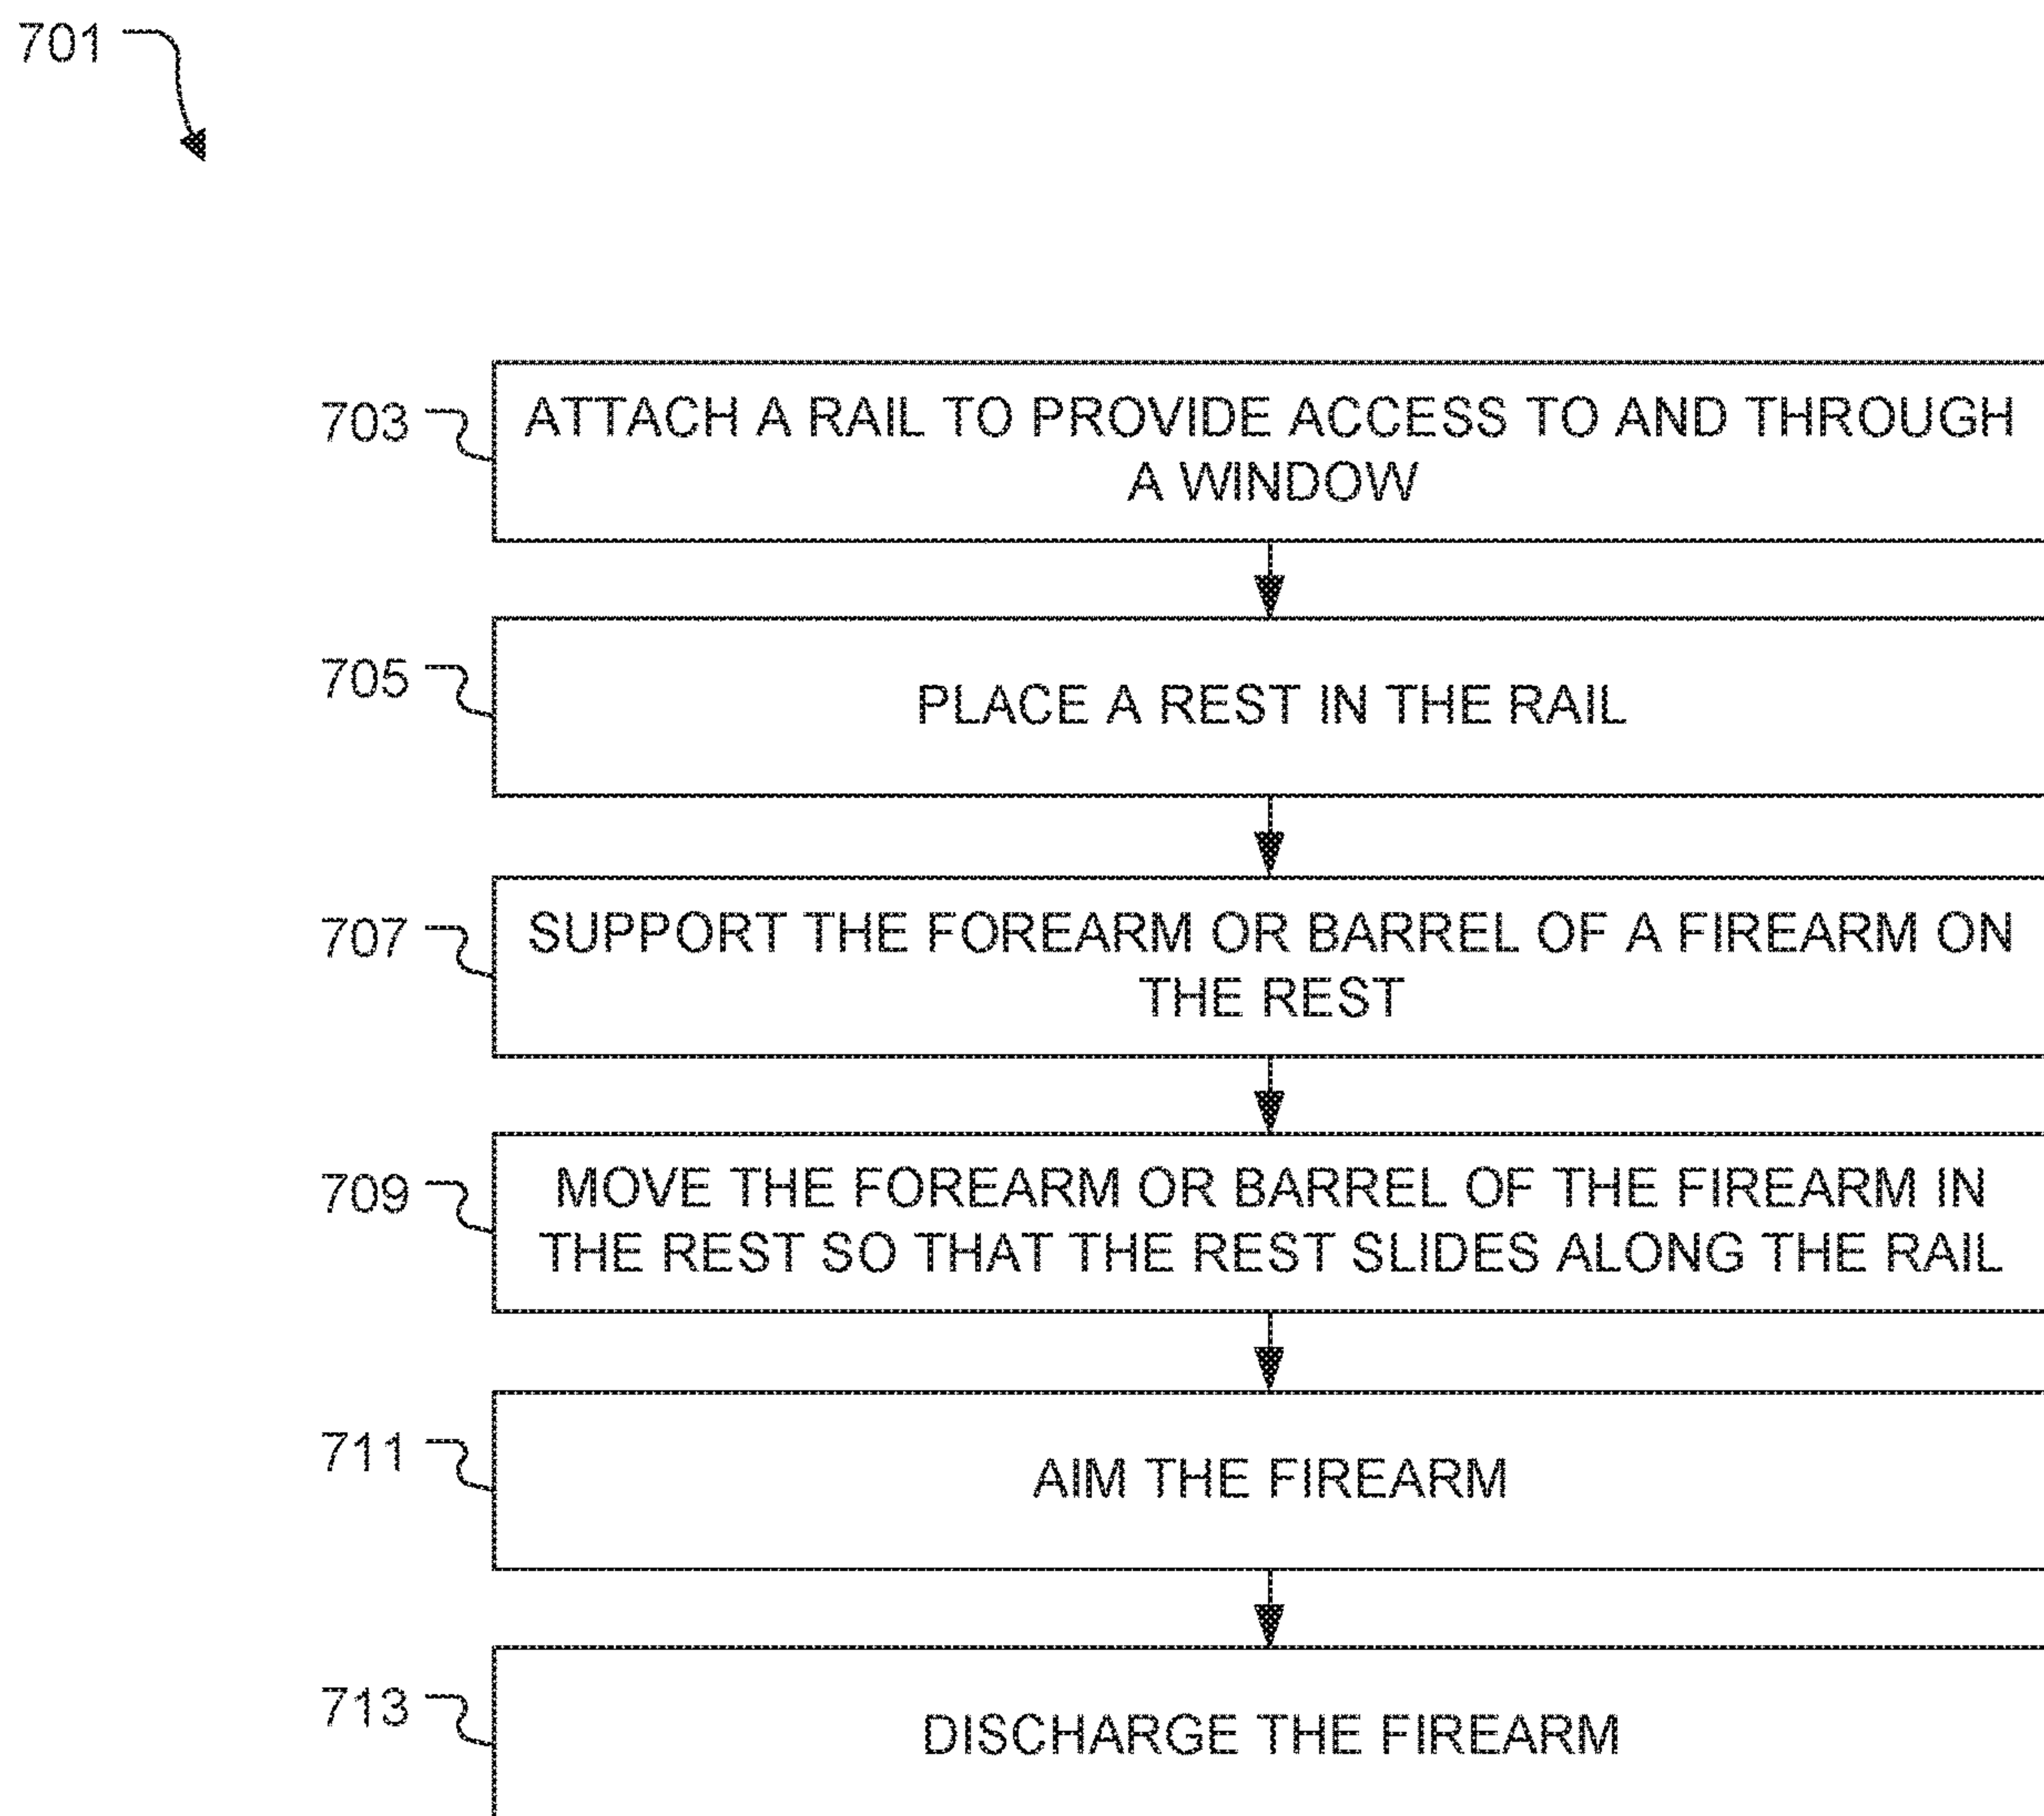 701
703
ATTACH A RAIL TO PROVIDE ACCESS TO AND THROUGH
A WINDOW
705
PLACE A REST IN THE RAIL
707
SUPPORT THE FOREARM OR BARREL OF A FIREARM ON
THE REST
709
MOVE THE FOREARM OR BARREL OF THE FIREARM IN
THE REST SO THAT THE REST SLIDES ALONG THE RAIL
711
AIM THE FIREARM
713
DISCHARGE THE FIREARM